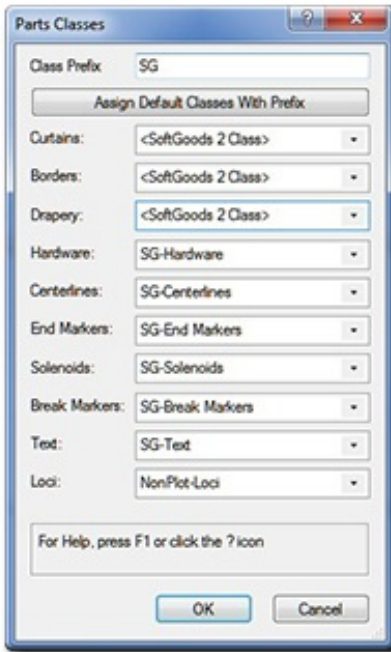 Parts Classes
Class Prefix SG
Assign Default Classes With Prefix
Curtains: <SoftGoods 2 Class>
Borders: <SoftGoods 2 Class>
Drapery: <SoftGoods 2 Class>
Hardware: SG-Hardware
Centerlines: SG-Centerlines
End Markers: SG-End Markers
Solenoids: SG-Solenoids
Break Markers: SG-Break Markers
Text: SG-Text
Loci: NonPlot-Loci
For Help, press F1 or click the ? icon
OK Cancel